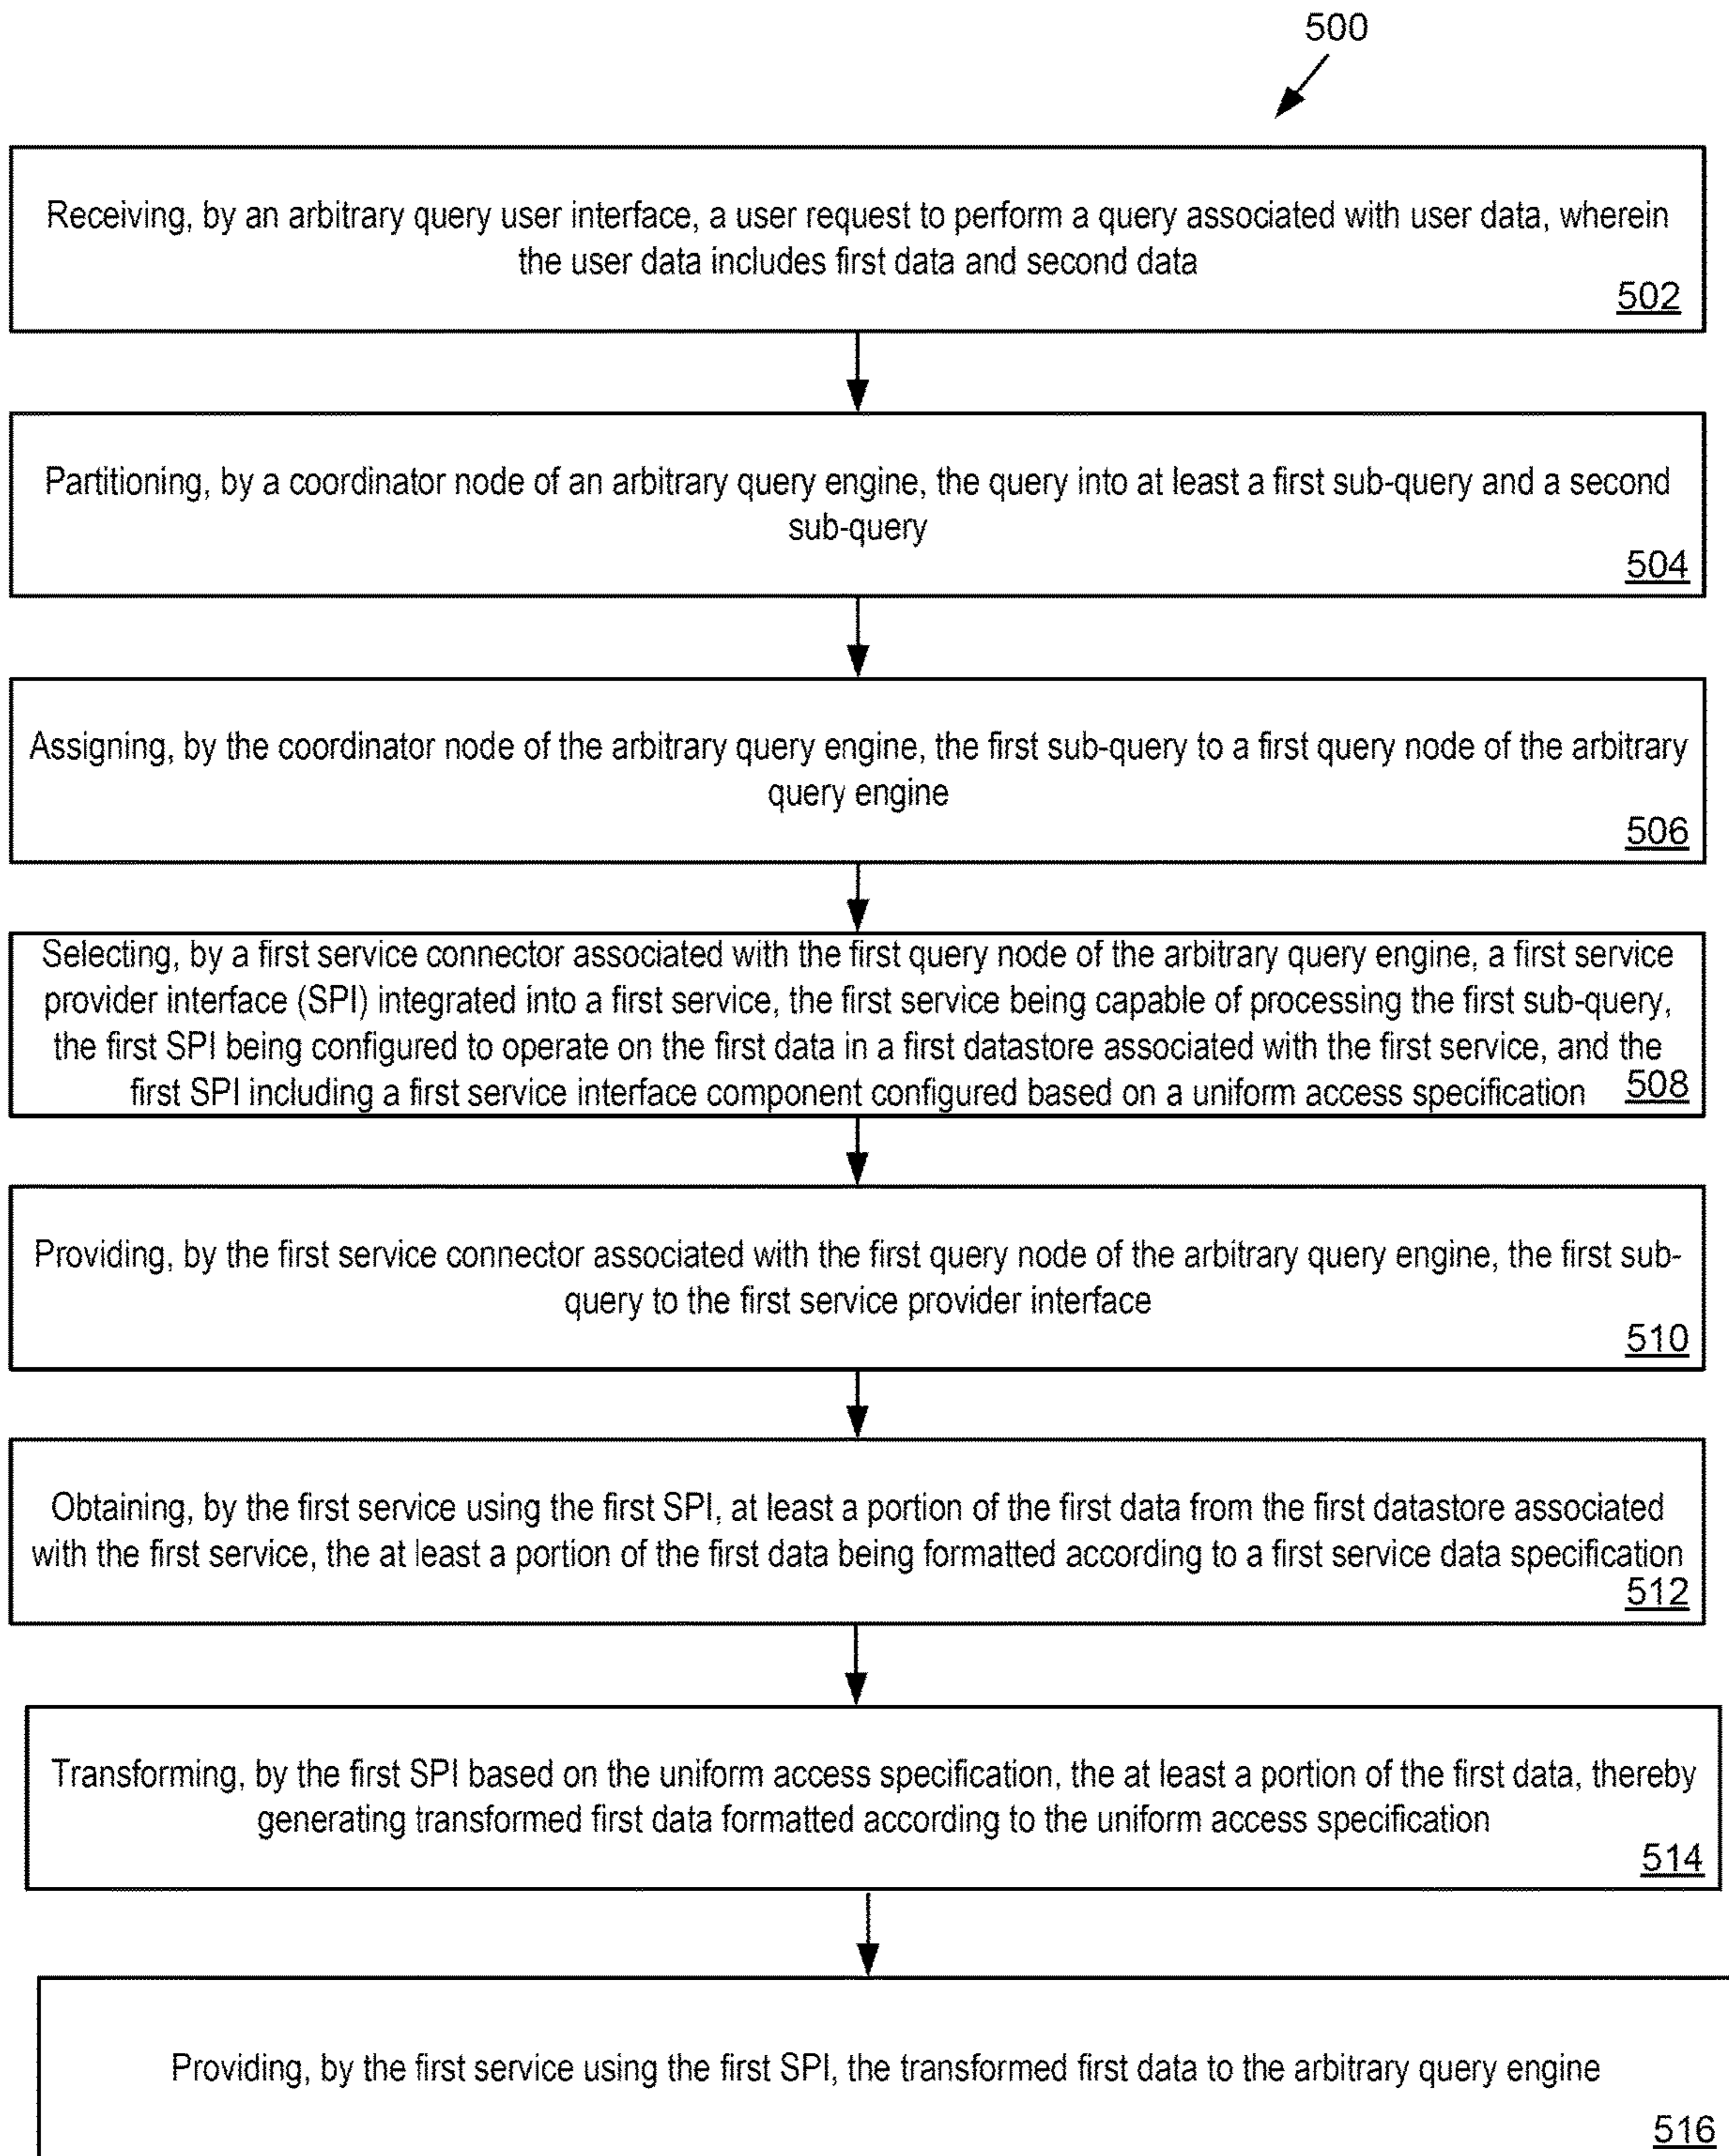 500
Receiving, by an arbitrary query user interface, a user request to perform a query associated with user data, wherein
the user data includes first data and second data
502
Partitioning, by a coordinator node of an arbitrary query engine, the query into at least a first sub-query and a second
sub-query
504
Assigning, by the coordinator node of the arbitrary query engine, the first sub-query to a first query node of the arbitrary
query engine
506
Selecting, by a first service connector associated with the first query node of the arbitrary query engine, a first service
provider interface (SPI) integrated into a first service, the first service being capable of processing the first sub-query,
the first SPI being configured to operate on the first data in a first datastore associated with the first service, and the
first SPI including a first service interface component configured based on a uniform access specification
508
Providing, by the first service connector associated with the first query node of the arbitrary query engine, the first sub-
query to the first service provider interface
510
Obtaining, by the first service using the first SPI, at least a portion of the first data from the first datastore associated
with the first service, the at least a portion of the first data being formatted according to a first service data specification
512
Transforming, by the first SPI based on the uniform access specification, the at least a portion of the first data, thereby
generating transformed first data formatted according to the uniform access specification
514
Providing, by the first service using the first SPI, the transformed first data to the arbitrary query engine
516